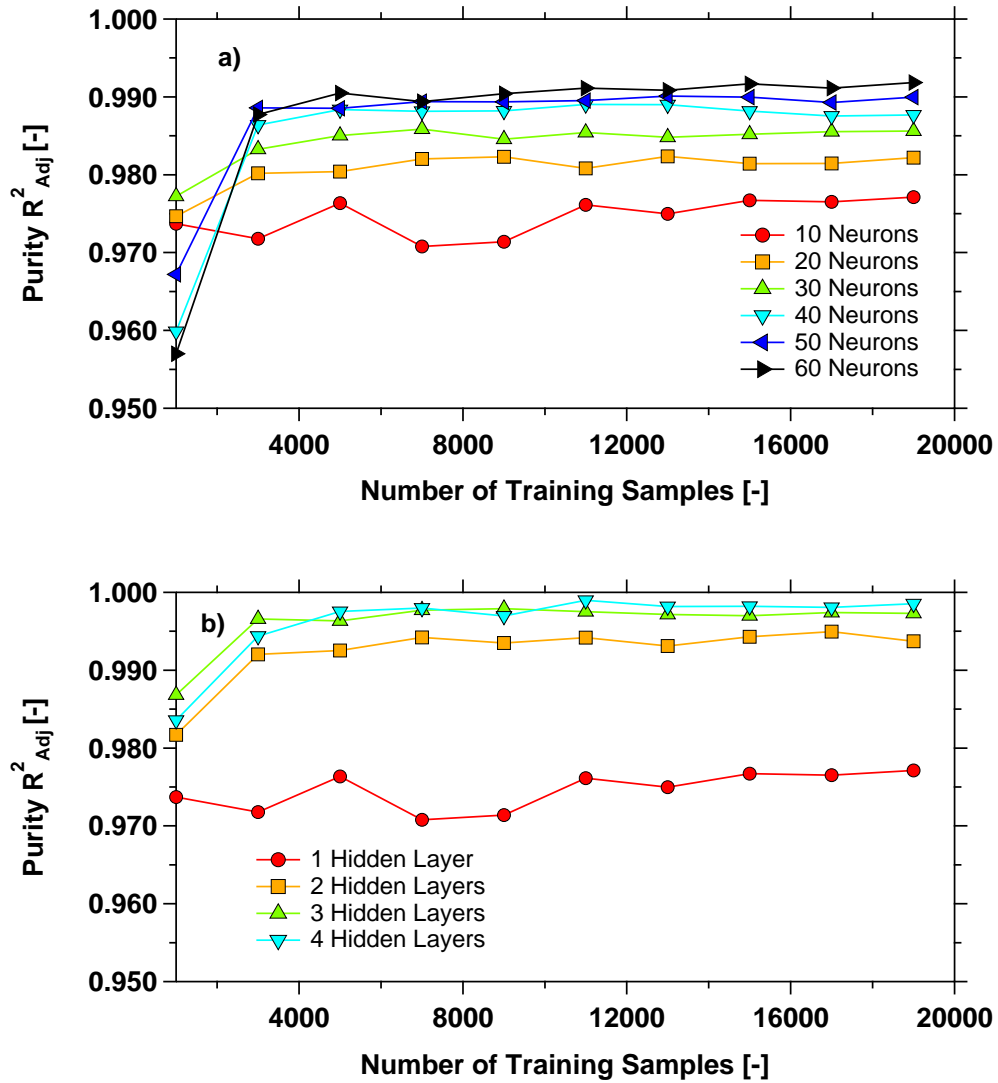 1.000
a)
0.990
0.980
0.970
0.960
0.950
Purity R² Adj [-]
10 Neurons
20 Neurons
30 Neurons
40 Neurons
50 Neurons
60 Neurons
4000 8000 12000 16000 20000
Number of Training Samples [-]
1.000
b)
0.990
0.980
0.970
0.960
0.950
Purity R² Adj [-]
1 Hidden Layer
2 Hidden Layers
3 Hidden Layers
4 Hidden Layers
4000 8000 12000 16000 20000
Number of Training Samples [-]